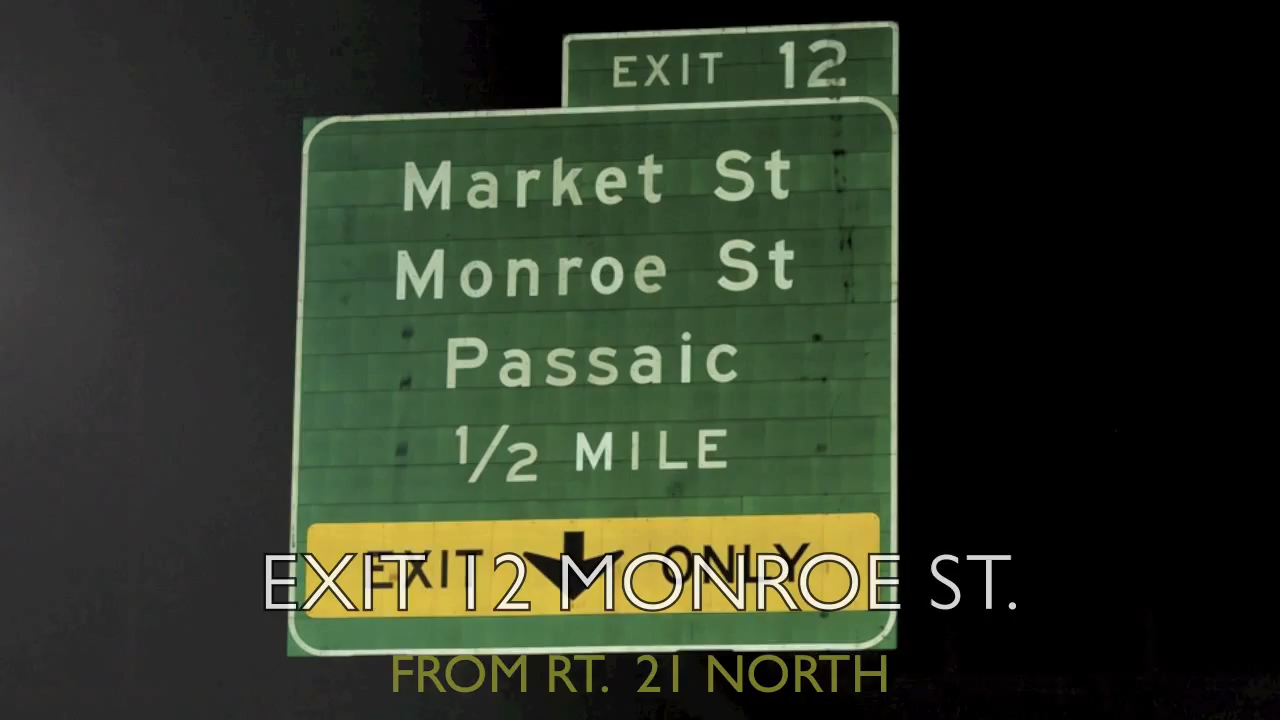 EXIT 12
Market St
Monroe St
Passaic
1/2 MILE
EXIT ONLY
EXIT 12 MONROE ST.
FROM RT. 21 NORTH